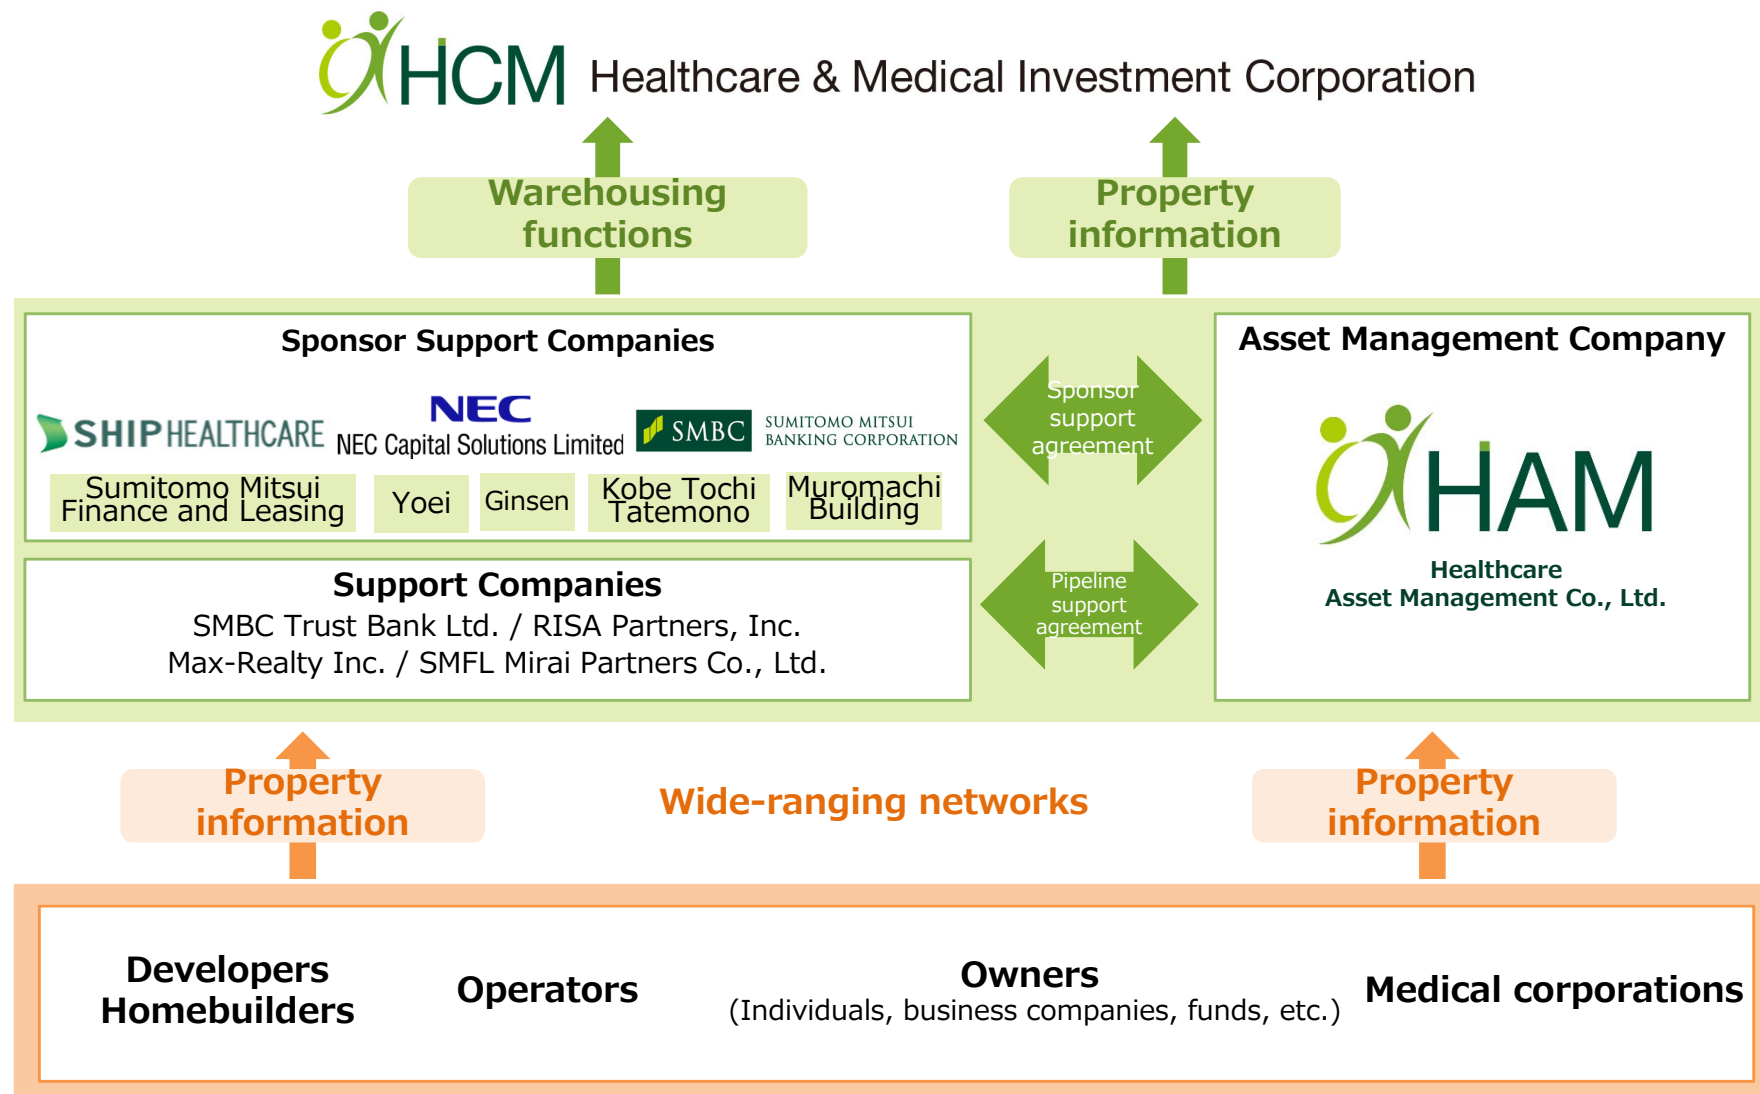 HCM Healthcare & Medical Investment Corporation
Warehousing
functions
Property
information
Sponsor Support Companies
SHIP HEALTHCARE
NEC
NEC Capital Solutions Limited
SMBC
SUMITOMO MITSUI
BANKING CORPORATION
Sumitomo Mitsui
Finance and Leasing
Yoei
Ginsen
Kobe Tochi
Tatemono
Muromachi
Building
Sponsor
support
agreement
Asset Management Company
HAM
Healthcare
Asset Management Co., Ltd.
Support Companies
SMBC Trust Bank Ltd. / RISA Partners, Inc.
Max-Realty Inc. / SMFL Mirai Partners Co., Ltd.
Pipeline
support
agreement
Property
information
Wide-ranging networks
Property
information
Developers
Homebuilders
Operators
Owners
(Individuals, business companies, funds, etc.)
Medical corporations